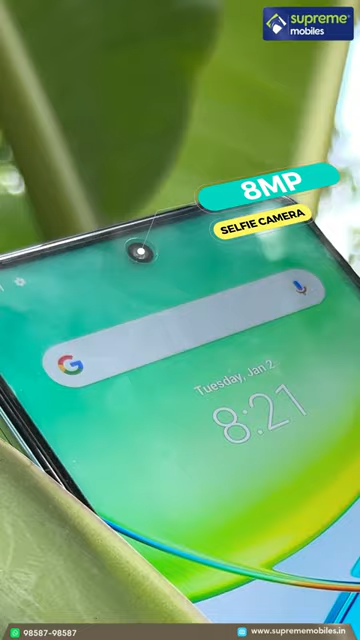 supreme
mobiles
8MP
SELFIE CAMERA
G
Tuesday, Jan 2
8:21
98587-98587
www.suprememobiles.in